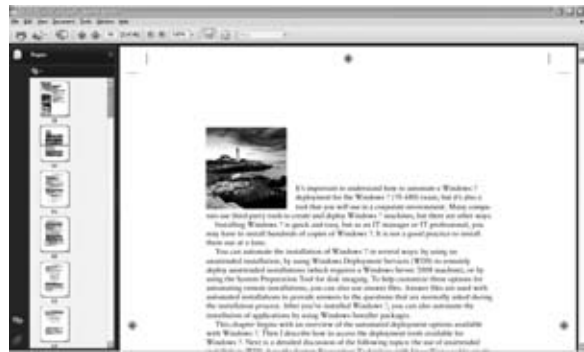 File Edit View Document Tools Window Help
Pages
It's important to understand how to automate a Windows 7
deployment for the Windows 7 (70-680) exam, but it's also a
tool that you will use in a corporate environment. Many compa-
nies use third-party tools to create and deploy Windows 7 machines, but there are other ways.
Installing Windows 7 is quick and easy, but as an IT manager or IT professional, you
may have to install hundreds of copies of Windows 7. It is not a good practice to install
them one at a time.
You can automate the installation of Windows 7 in several ways: by using an
unattended installation, by using Windows Deployment Services (WDS) to remotely
deploy unattended installations (which requires a Windows Server 2008 machine), or by
using the System Preparation Tool for disk imaging. To help customize these options for
automating remote installations, you can also use answer files. Answer files are used with
automated installations to provide answers to the questions that are normally asked during
the installation process. After you've installed Windows 7, you can also automate the
installation of applications by using Windows Installer packages.
This chapter begins with an overview of the automated deployment options available
with Windows 7. Then I describe how to access the deployment tools available for
Windows 7. Next is a detailed discussion of the following topics: the use of unattended